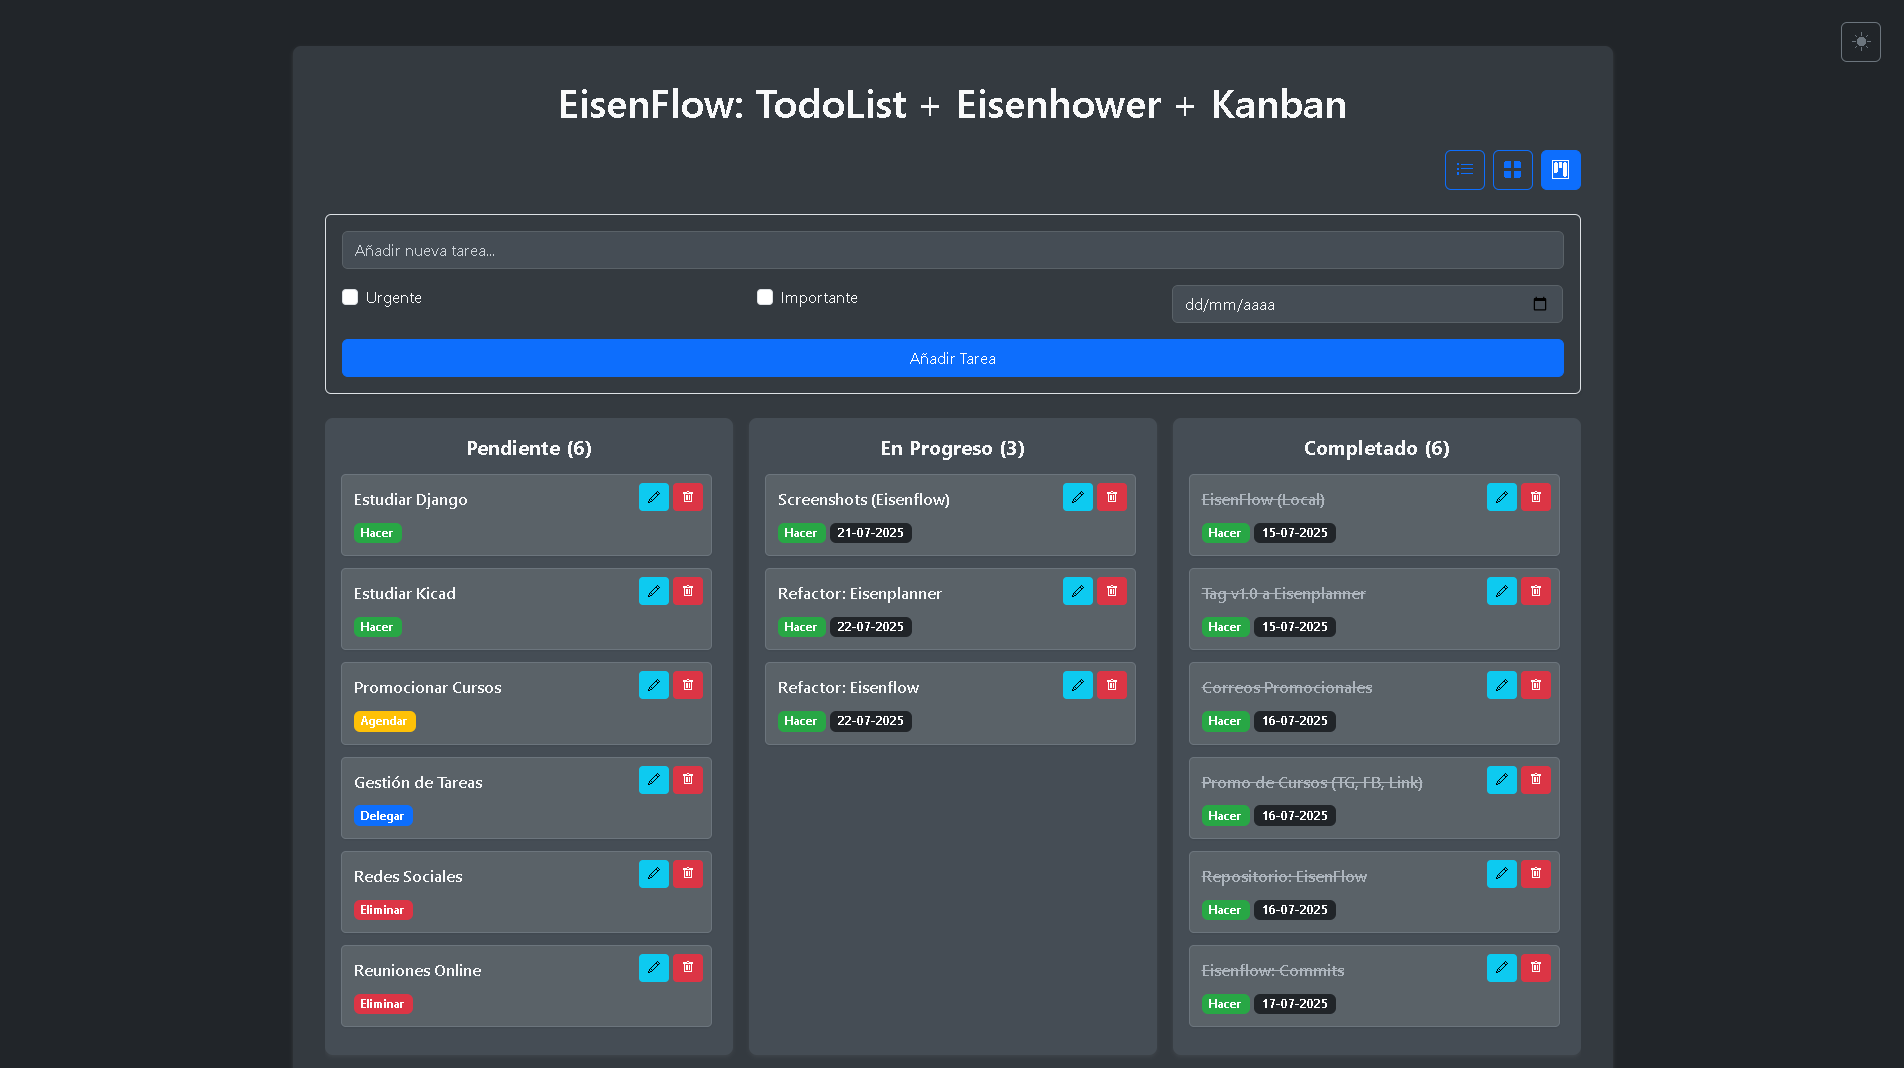 EisenFlow: TodoList + Eisenhower + Kanban
Añadir nueva tarea...
Urgente
Importante
dd/mm/aaaa
Añadir Tarea
Pendiente (6)
Estudiar Django
Hacer
Estudiar Kicad
Hacer
Promocionar Cursos
Agendar
Gestión de Tareas
Delegar
Redes Sociales
Eliminar
Reuniones Online
Eliminar
En Progreso (3)
Screenshots (Eisenflow)
Hacer 21-07-2025
Refactor: Eisenplanner
Hacer 22-07-2025
Refactor: Eisenflow
Hacer 22-07-2025
Completado (6)
EisenFlow (Local)
Hacer 15-07-2025
Tag v1.0 a Eisenplanner
Hacer 15-07-2025
Correos Promocionales
Hacer 16-07-2025
Promo de Cursos (TG, FB, Link)
Hacer 16-07-2025
Repositorio: EisenFlow
Hacer 16-07-2025
Eisenflow: Commits
Hacer 17-07-2025